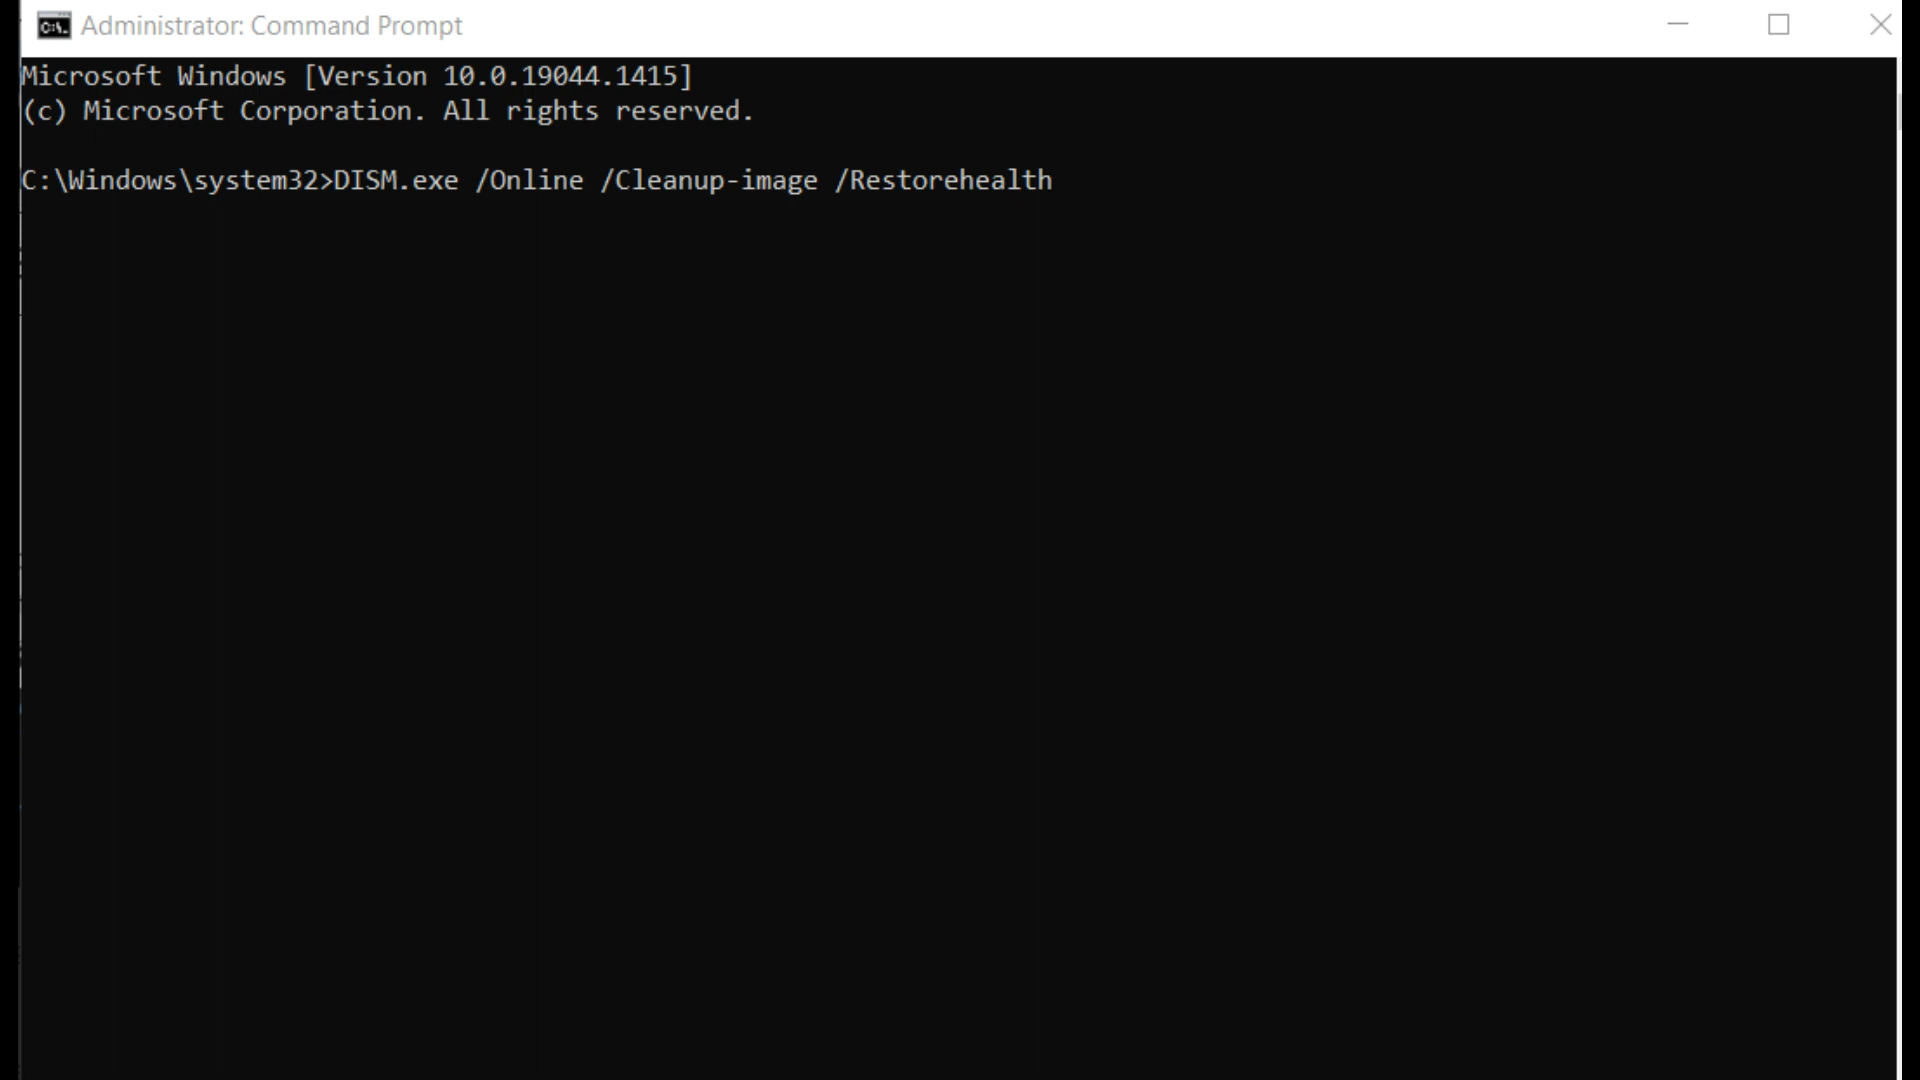 Administrator: Command Prompt
Microsoft Windows [Version 10.0.19044.1415]
(c) Microsoft Corporation. All rights reserved.
C:\Windows\system32>DISM.exe /Online /Cleanup-image /Restorehealth